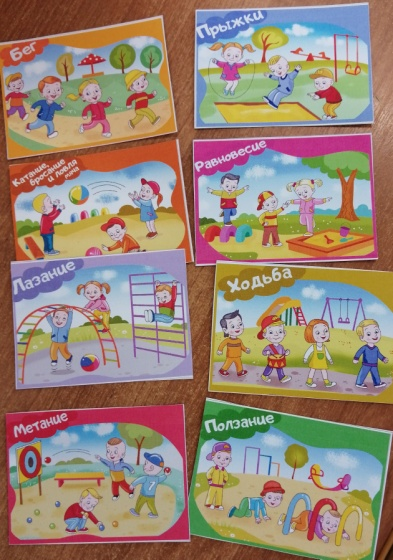 Бег
Прыжки
Катание,
бросание
и ловля
мяча
Равновесие
Лазание
Ходьба
Метание
Ползание